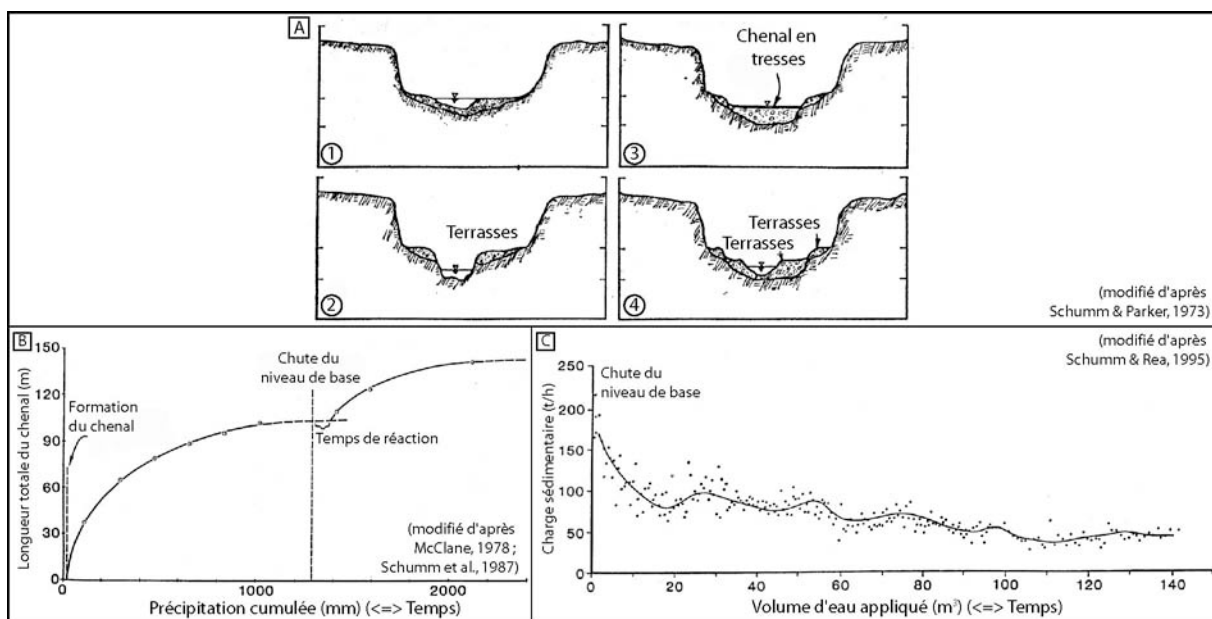 A
Chenal en
tresses
1
3
Terrasses
Terrasses
Terrasses
2
4
(modifié d'après
Schumm & Parker, 1973)
B
150
120
90
60
30
0
Longueur totale du chenal (m)
Formation
du chenal
Chute du
niveau de base
Temps de réaction
(modifié d'après
McClane, 1978 ;
Schumm et al., 1987)
0
1000
2000
Précipitation cumulée (mm) (<=> Temps)
C
(modifié d'après
Schumm & Rea, 1995)
250
200
150
100
50
0
Charge sédimentaire (t/h)
Chute du
niveau de base
0
20
40
60
80
100
120
140
Volume d'eau appliqué (m³) (<=> Temps)